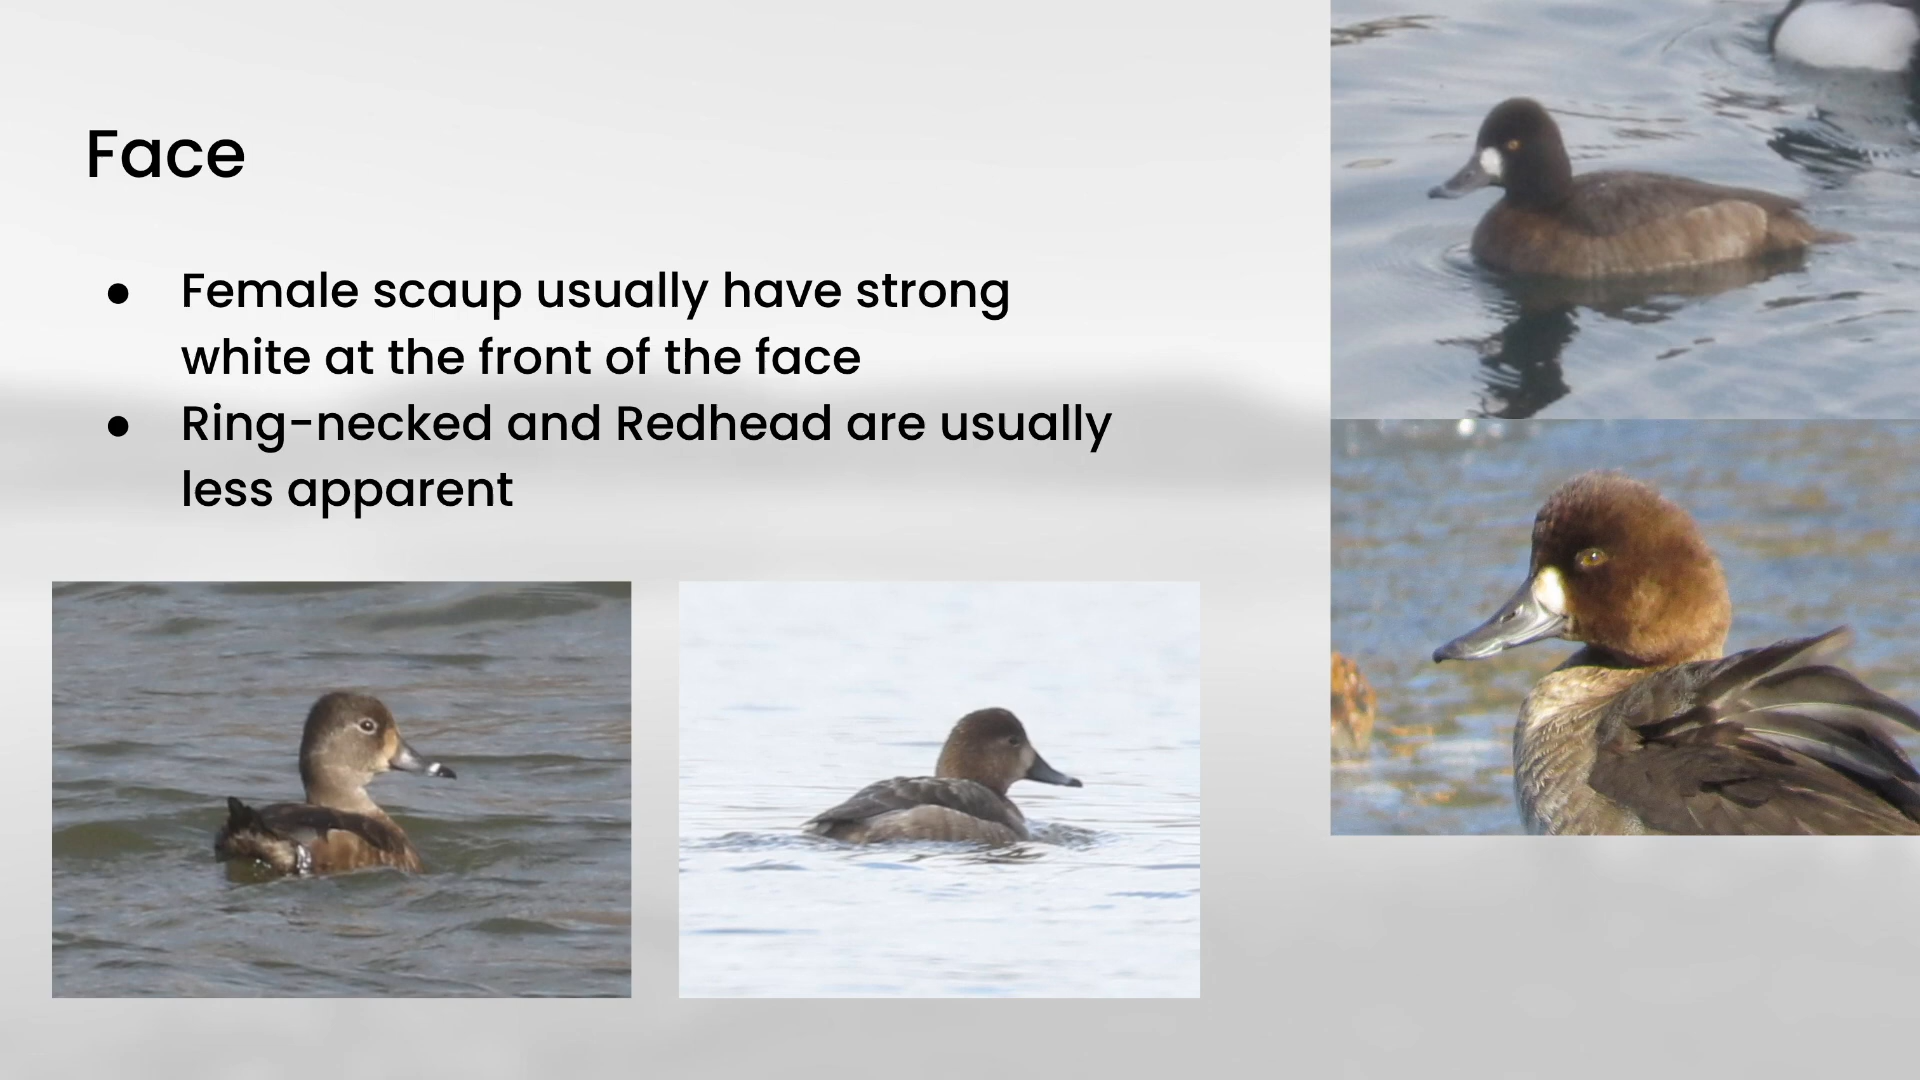 Face
● Female scaup usually have strong
white at the front of the face
● Ring-necked and Redhead are usually
less apparent